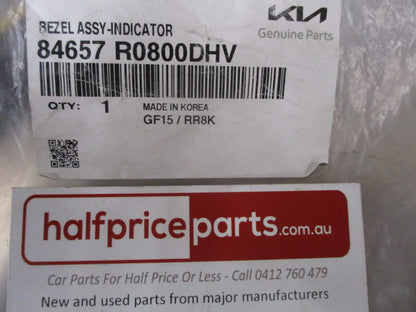 BEZEL ASSY-INDICATOR
84657 R0800DHV
KIA
Genuine Parts
QTY: 1
MADE IN KOREA
GF15 / RR8K
halfpriceparts.com.au
Car Parts For Half Price Or Less - Call 0412 760 479
New and used parts from major manufacturers